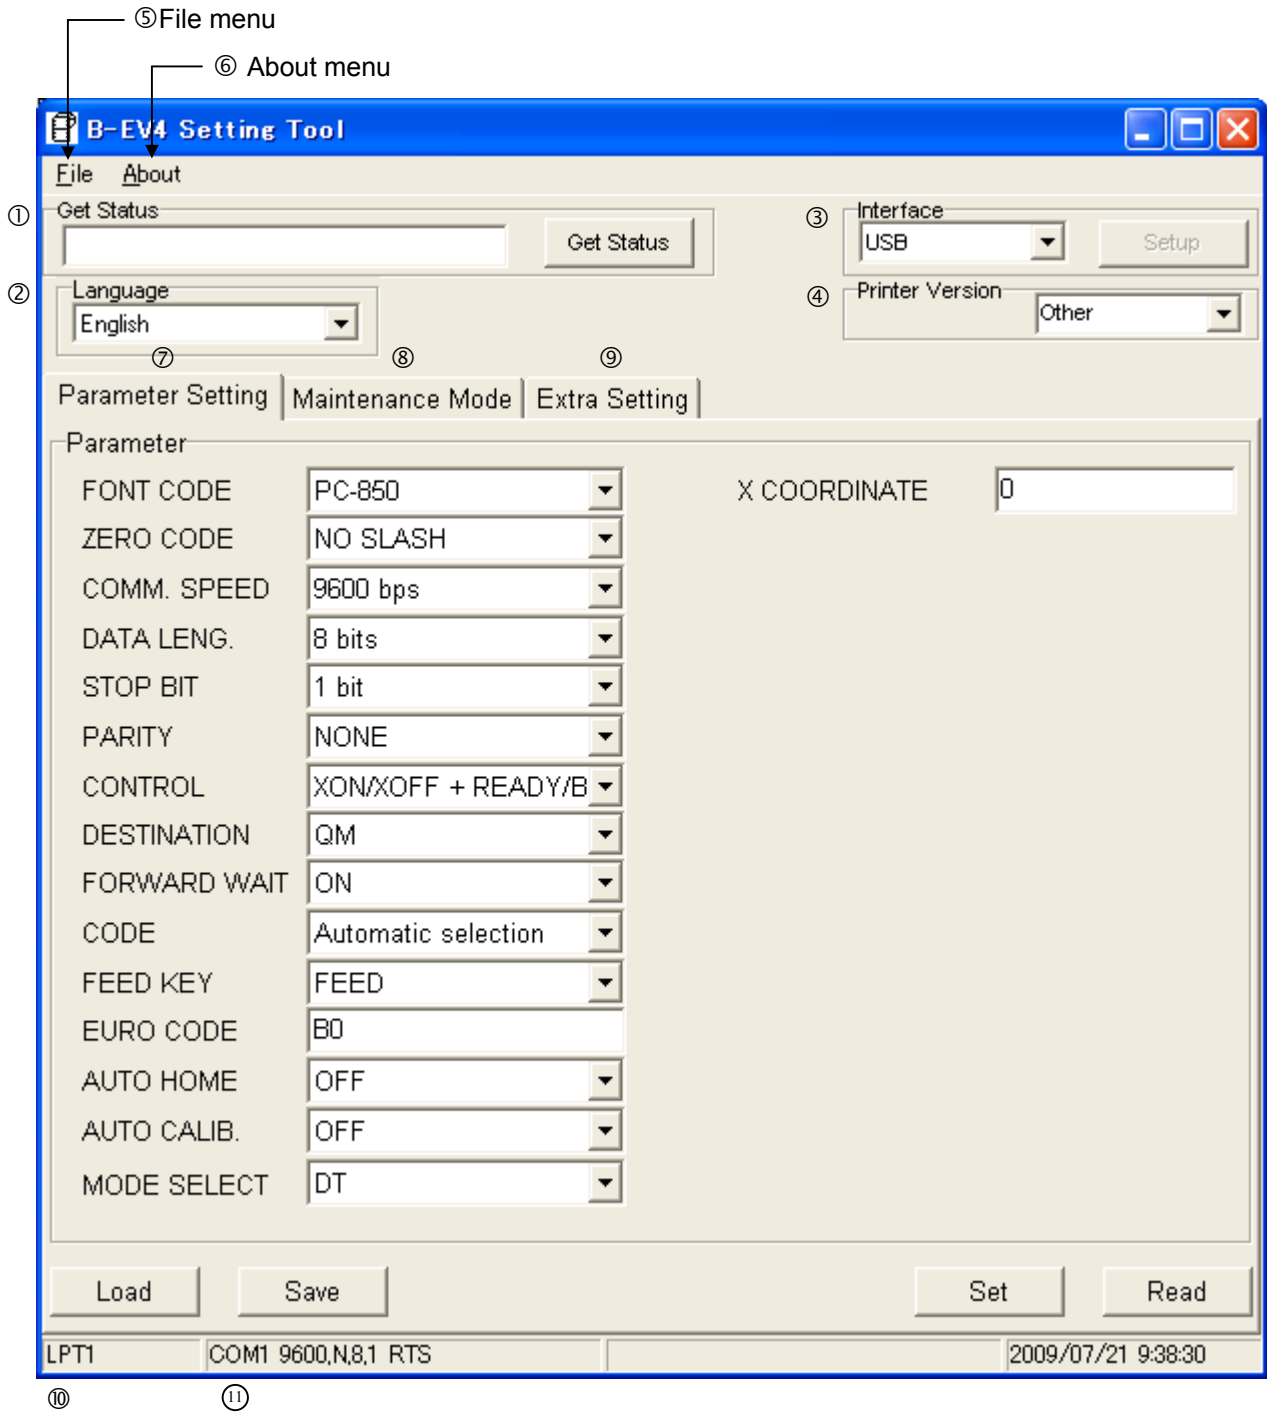 ⑤File menu
⑥ About menu
B-EV4 Setting Tool
File About
① Get Status
Get Status
③ Interface
USB
Setup
② Language
English
④ Printer Version
Other
⑦ ⑧ ⑨
Parameter Setting Maintenance Mode Extra Setting
Parameter
FONT CODE PC-850 X COORDINATE 0
ZERO CODE NO SLASH
COMM. SPEED 9600 bps
DATA LENG. 8 bits
STOP BIT 1 bit
PARITY NONE
CONTROL XON/XOFF + READY/B
DESTINATION QM
FORWARD WAIT ON
CODE Automatic selection
FEED KEY FEED
EURO CODE B0
AUTO HOME OFF
AUTO CALIB. OFF
MODE SELECT DT
Load Save Set Read
LPT1 COM1 9600,N,8,1 RTS 2009/07/21 9:38:30
⑩ ⑪